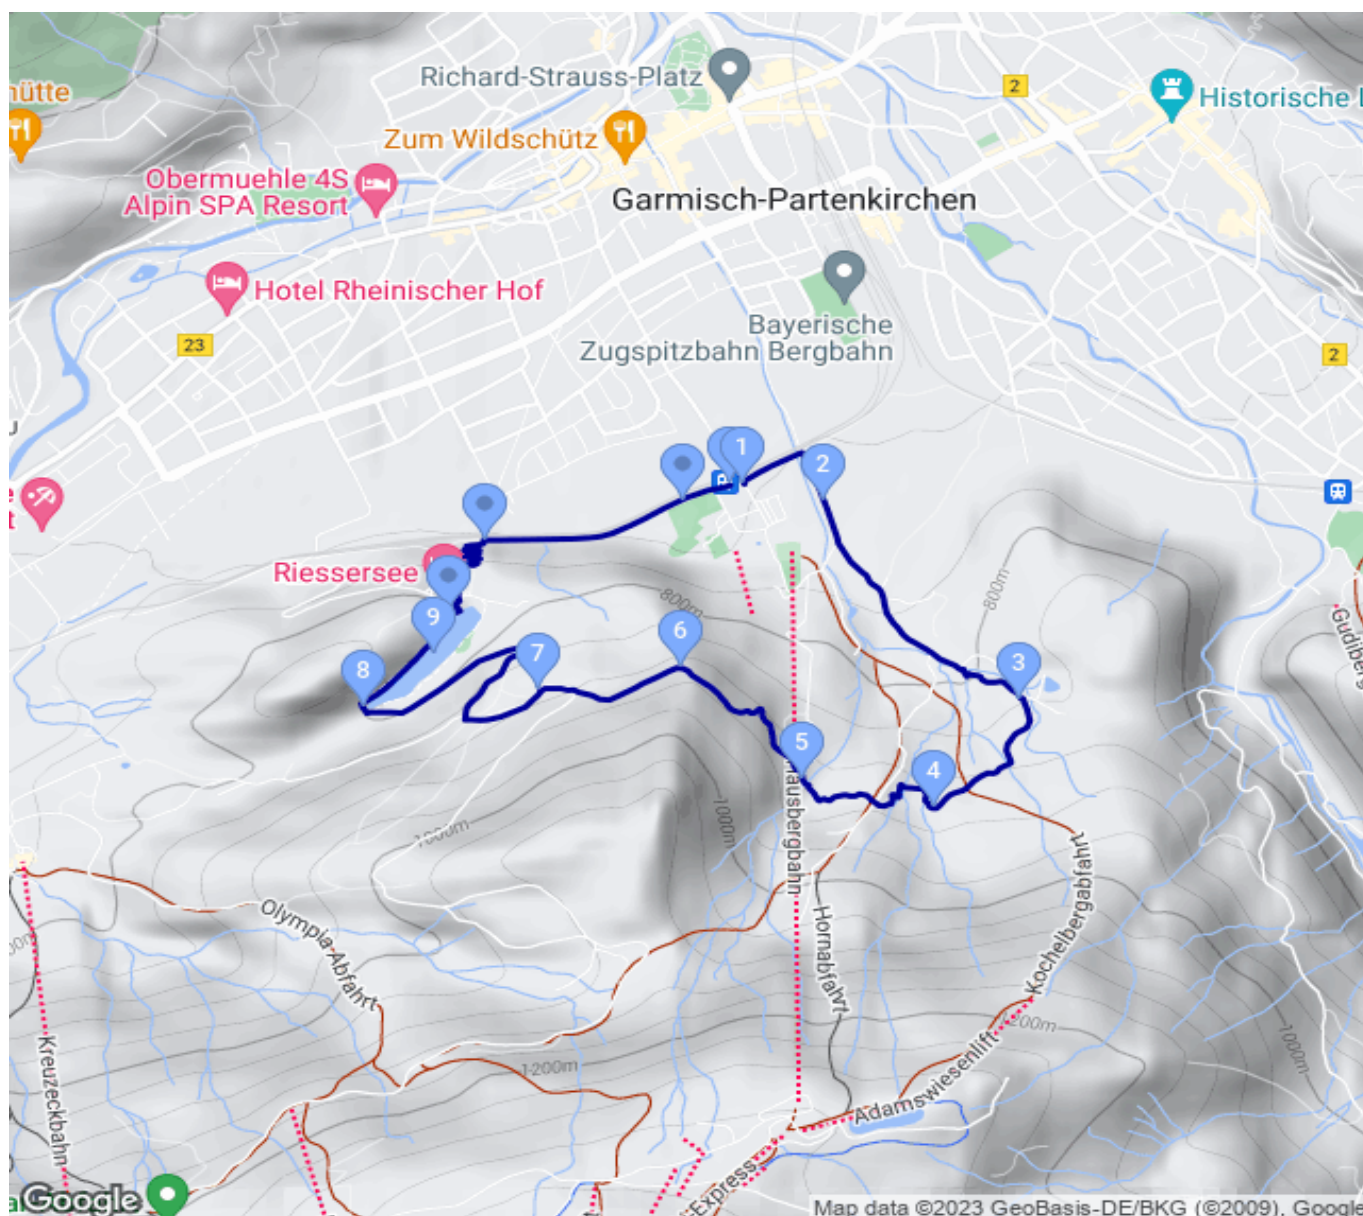 Richard-Strauss-Platz
2
Historische
hütte
Zum Wildschütz
Obermuehle 4S
Alpin SPA Resort
Garmisch-Partenkirchen
Hotel Rheinischer Hof
Bayerische
Zugspitzbahn Bergbahn
23
2
1
2
Riessersee
800m
800m
9
6
3
7
8
Gudiberg
5
4
Hausbergbahn
1000m
1000m
Kochelbergabfahrt
Olympia-Abfahrt
Hornabfahrt
1200m
1000m
Kreuzeckbahn
1200m
Adamswiesenlift
-Express
Google
Map data ©2023 GeoBasis-DE/BKG (©2009), Google